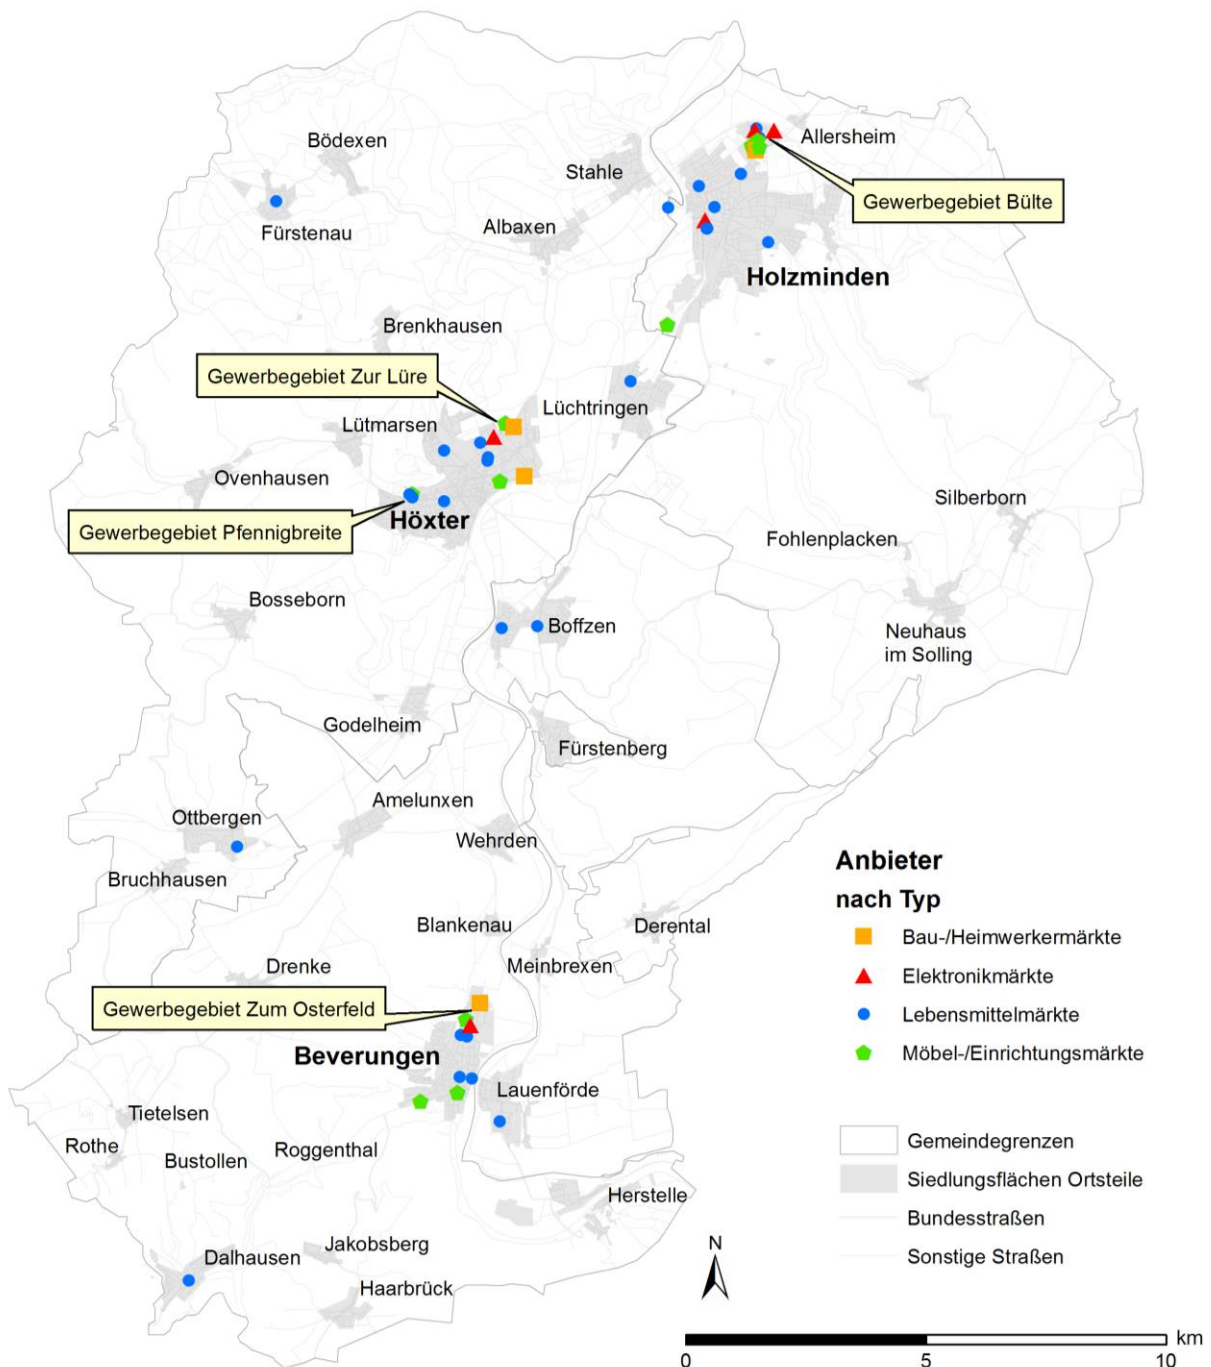 Bödexen
Stahle
Allersheim
Gewerbegebiet Bülte
Fürstenau
Albaxen
Holzminden
Brenkhausen
Gewerbegebiet Zur Lüre
Lüchtringen
Lütmarsen
Ovenhausen
Silberborn
Höxter
Gewerbegebiet Pfennigbreite
Fohlenplacken
Bosseborn
Boffzen
Neuhaus
im Solling
Godelheim
Fürstenberg
Amelunxen
Ottbergen
Wehrden
Bruchhausen
Blankenau
Derental
Drenke
Meinbrexen
Gewerbegebiet Zum Osterfeld
Beverungen
Lauenförde
Tietelsen
Rothe
Bustollen
Roggenthal
Herstelle
Dalhausen
Jakobsberg
Haarbrück
Anbieter
nach Typ
Bau-/Heimwerkermärkte
Elektronikmärkte
Lebensmittelmärkte
Möbel-/Einrichtungsmärkte
Gemeindegrenzen
Siedlungsflächen Ortsteile
Bundesstraßen
Sonstige Straßen
N
km
0 5 10